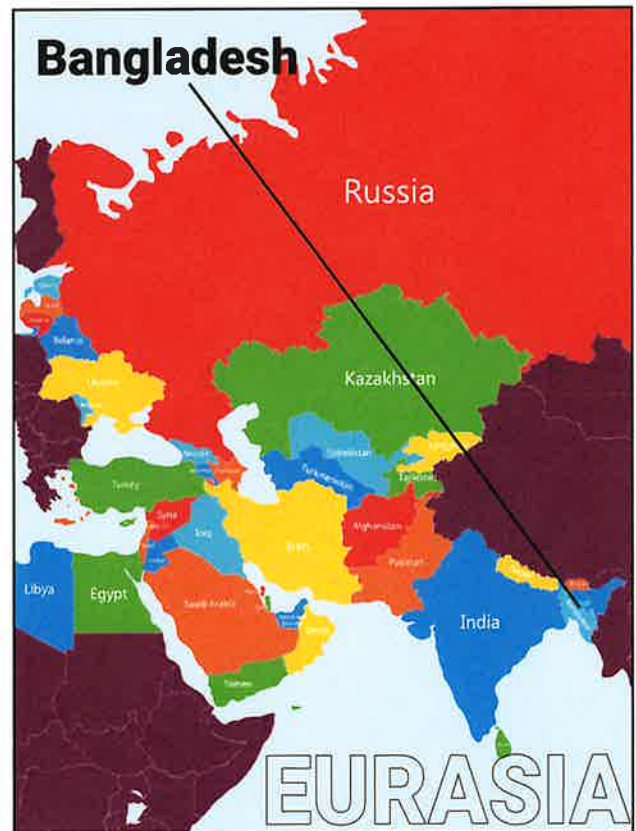 Bangladesh
Russia
Kazakhstan
Belarus
Ukraine
Uzbekistan
Turkmenistan
Turkey
Syria
Iraq
Iran
Afghanistan
Pakistan
Libya
Egypt
Saudi Arabia
Oman
India
Yemen
EURASIA